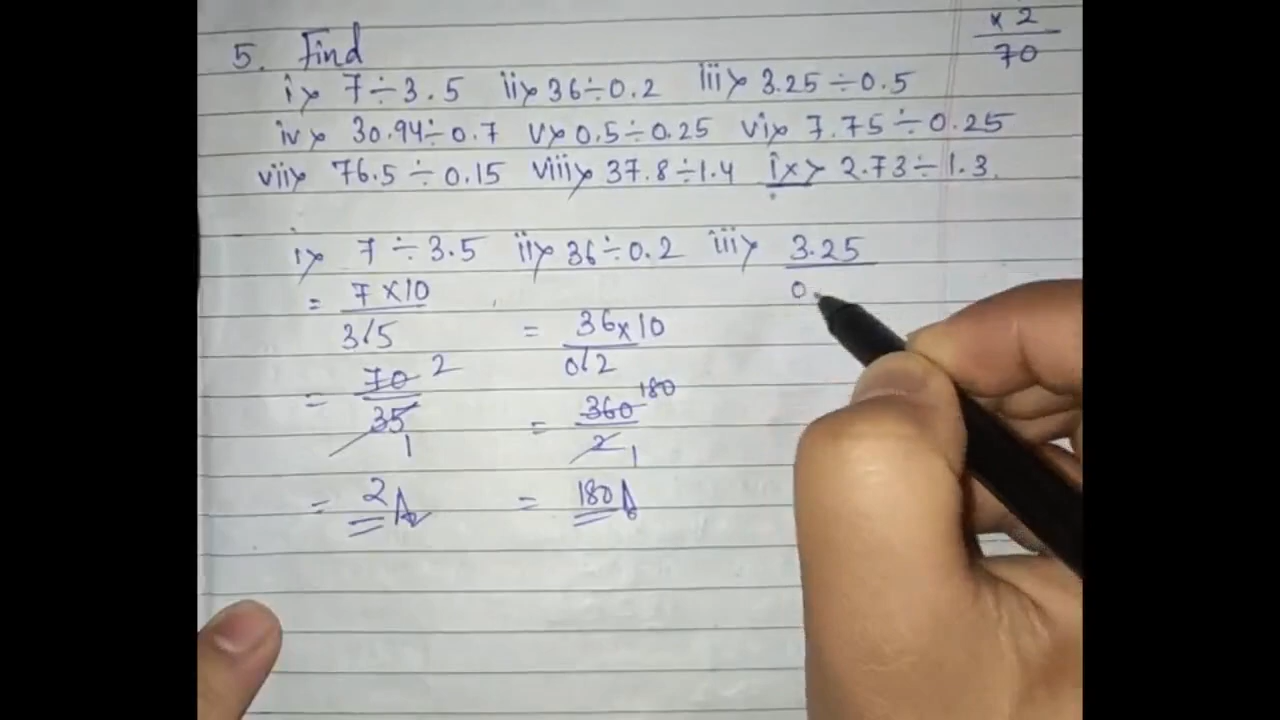 × 2
70
5. Find
i> 7÷3.5 ii> 36÷0.2 iii> 3.25÷0.5
iv> 30.94÷0.7 v> 0.5÷0.25 vi> 7.75÷0.25
vii> 76.5÷0.15 viii> 37.8÷1.4 ix> 2.73÷1.3.
i> 7÷3.5 ii> 36÷0.2 iii> 3.25
= 7×10 0.
3/5 = 36×10
0/2
= 70 2
35 1
= 360 180
2 1
= 2 = 180